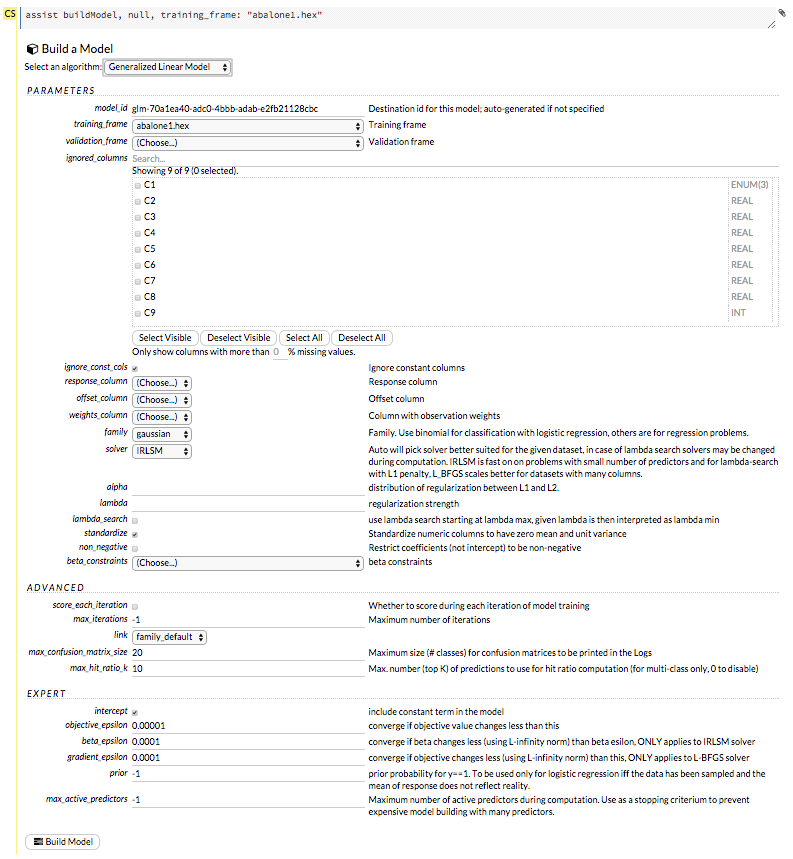 CS
assist buildModel, null, training_frame: "abalone1.hex"
Build a Model
Select an algorithm: Generalized Linear Model
PARAMETERS
model_id glm-70a1ea40-adc0-4bbb-adab-e2fb21128cbc Destination id for this model; auto-generated if not specified
training_frame abalone1.hex Training frame
validation_frame (Choose...) Validation frame
ignored_columns Search...
Showing 9 of 9 (0 selected).
C1 ENUM(3)
C2 REAL
C3 REAL
C4 REAL
C5 REAL
C6 REAL
C7 REAL
C8 REAL
C9 INT
Select Visible Deselect Visible Select All Deselect All
Only show columns with more than 0 % missing values.
ignore_const_cols Ignore constant columns
response_column (Choose...) Response column
offset_column (Choose...) Offset column
weights_column (Choose...) Column with observation weights
family gaussian Family. Use binomial for classification with logistic regression, others are for regression problems.
solver IRLSM Auto will pick solver better suited for the given dataset, in case of lambda search solvers may be changed
during computation. IRLSM is fast on on problems with small number of predictors and for lambda-search
with L1 penalty, L_BFGS scales better for datasets with many columns.
alpha distribution of regularization between L1 and L2.
lambda regularization strength
lambda_search use lambda search starting at lambda max, given lambda is then interpreted as lambda min
standardize Standardize numeric columns to have zero mean and unit variance
non_negative Restrict coefficients (not intercept) to be non-negative
beta_constraints (Choose...) beta constraints
ADVANCED
score_each_iteration Whether to score during each iteration of model training
max_iterations -1 Maximum number of iterations
link family_default
max_confusion_matrix_size 20 Maximum size (# classes) for confusion matrices to be printed in the Logs
max_hit_ratio_k 10 Max. number (top K) of predictions to use for hit ratio computation (for multi-class only, 0 to disable)
EXPERT
intercept include constant term in the model
objective_epsilon 0.00001 converge if objective value changes less than this
beta_epsilon 0.0001 converge if beta changes less (using L-infinity norm) than beta esilon, ONLY applies to IRLSM solver
gradient_epsilon 0.0001 converge if objective changes less (using L-infinity norm) than this, ONLY applies to L-BFGS solver
prior -1 prior probability for y==1. To be used only for logistic regression iff the data has been sampled and the
mean of response does not reflect reality.
max_active_predictors -1 Maximum number of active predictors during computation. Use as a stopping criterium to prevent
expensive model building with many predictors.
Build Model